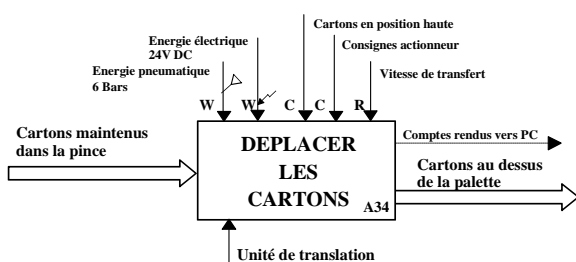 Cartons en position haute
Energie électrique
24V DC
Consignes actionneur
Energie pneumatique
6 Bars
Vitesse de transfert
W W C C R
Cartons maintenus
dans la pince
DEPLACER
LES
CARTONS
A34
Comptes rendus vers PC
Cartons au dessus
de la palette
Unité de translation